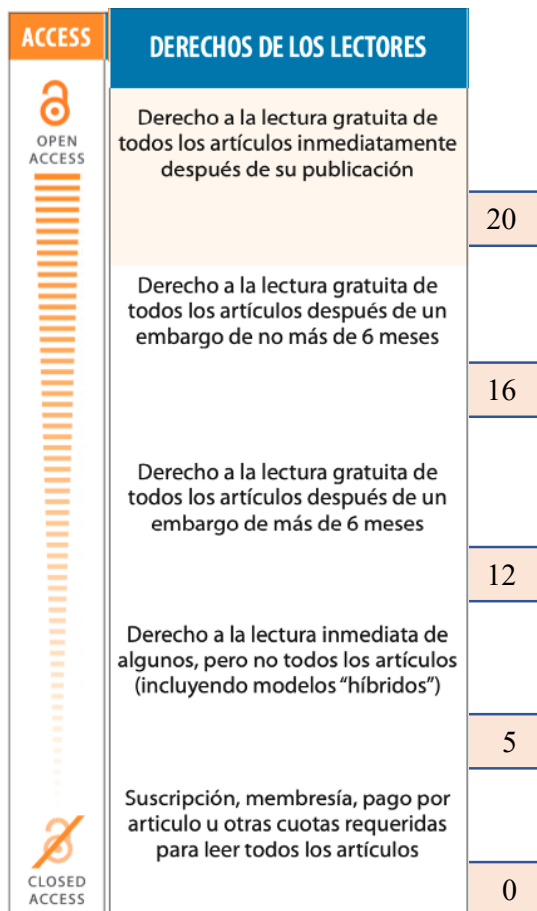 ACCESS
DERECHOS DE LOS LECTORES
OPEN
ACCESS
Derecho a la lectura gratuita de
todos los artículos inmediatamente
después de su publicación
20
Derecho a la lectura gratuita de
todos los artículos después de un
embargo de no más de 6 meses
16
Derecho a la lectura gratuita de
todos los artículos después de un
embargo de más de 6 meses
12
Derecho a la lectura inmediata de
algunos, pero no todos los artículos
(incluyendo modelos “híbridos”)
5
Suscripción, membresía, pago por
articulo u otras cuotas requeridas
para leer todos los artículos
CLOSED
ACCESS
0